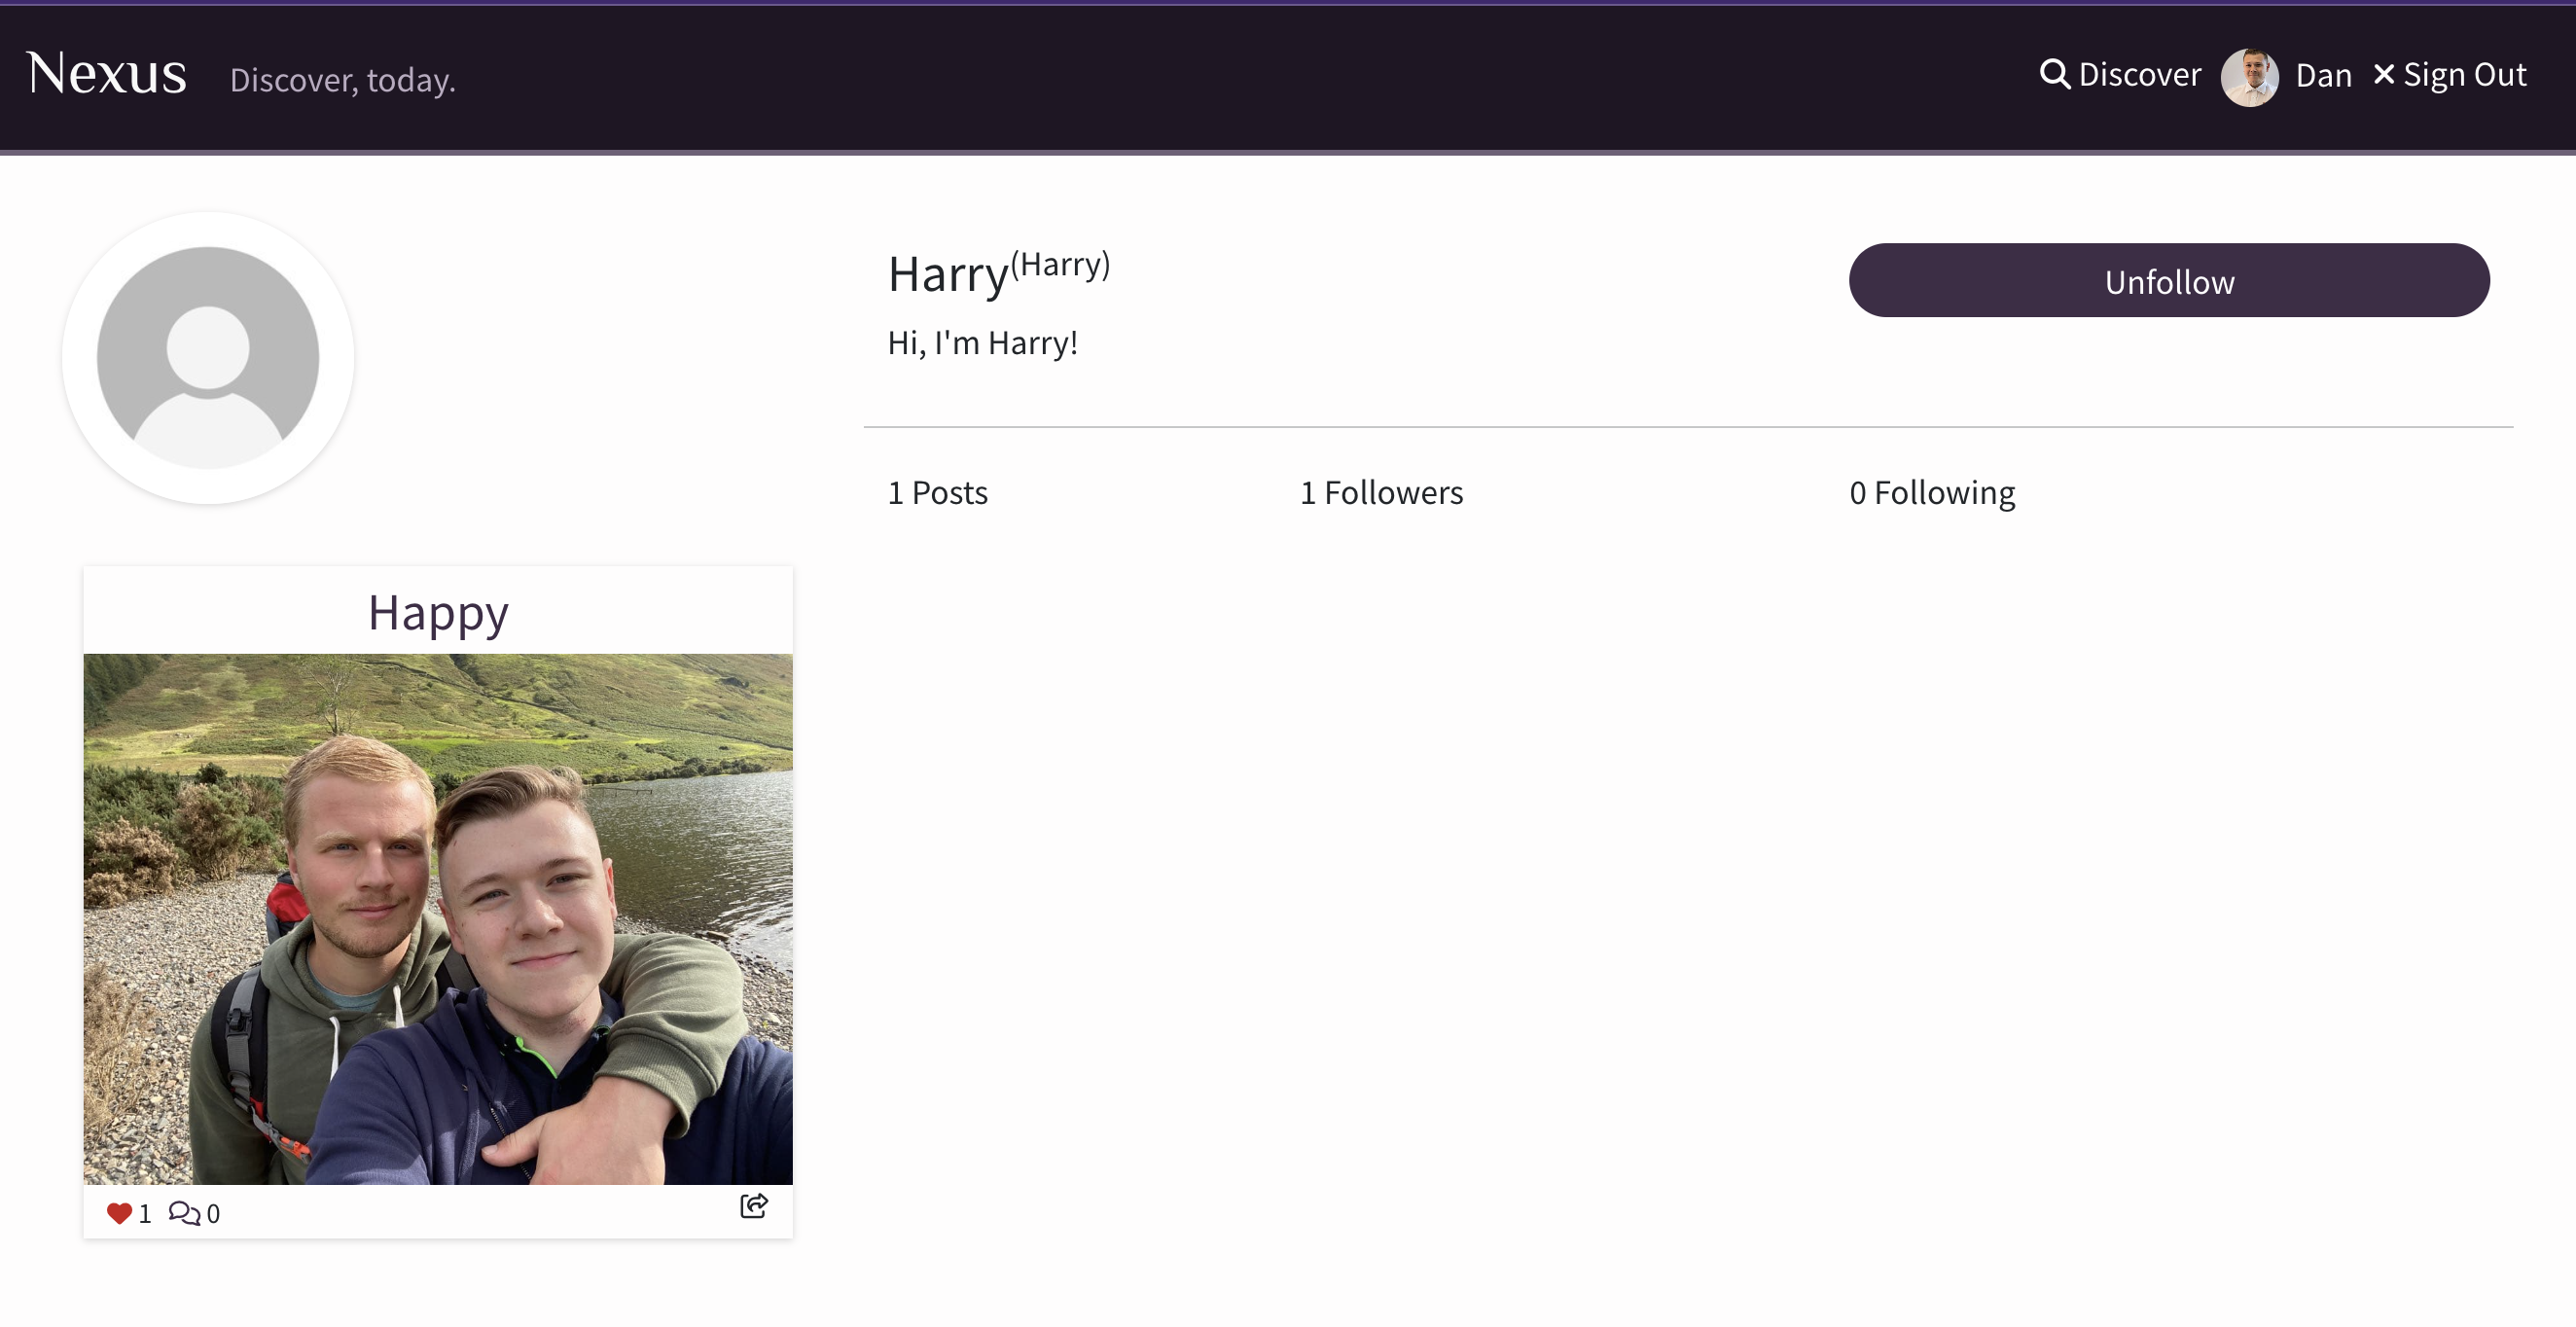 Nexus Discover, today. Discover Dan Sign Out
Harry(Harry)
Unfollow
Hi, I'm Harry!
1 Posts 1 Followers 0 Following
Happy
1 0